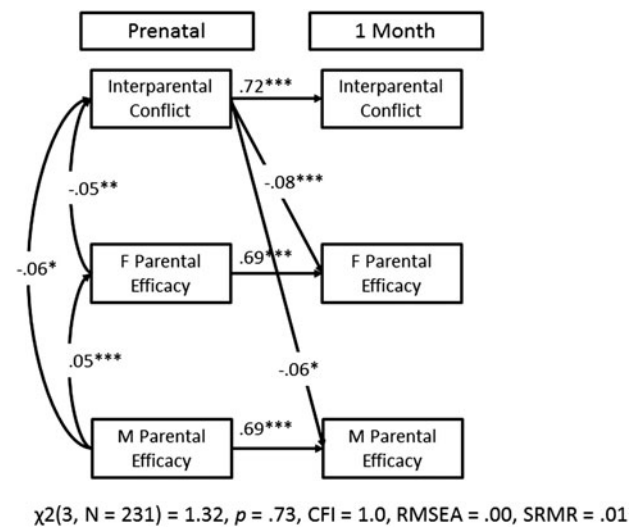 Prenatal
1 Month
Interparental
Conflict
.72***
Interparental
Conflict
-.05**
-.08***
-.06*
F Parental
Efficacy
.69***
F Parental
Efficacy
.05***
-.06*
M Parental
Efficacy
.69***
M Parental
Efficacy
χ2(3, N = 231) = 1.32, p = .73, CFI = 1.0, RMSEA = .00, SRMR = .01